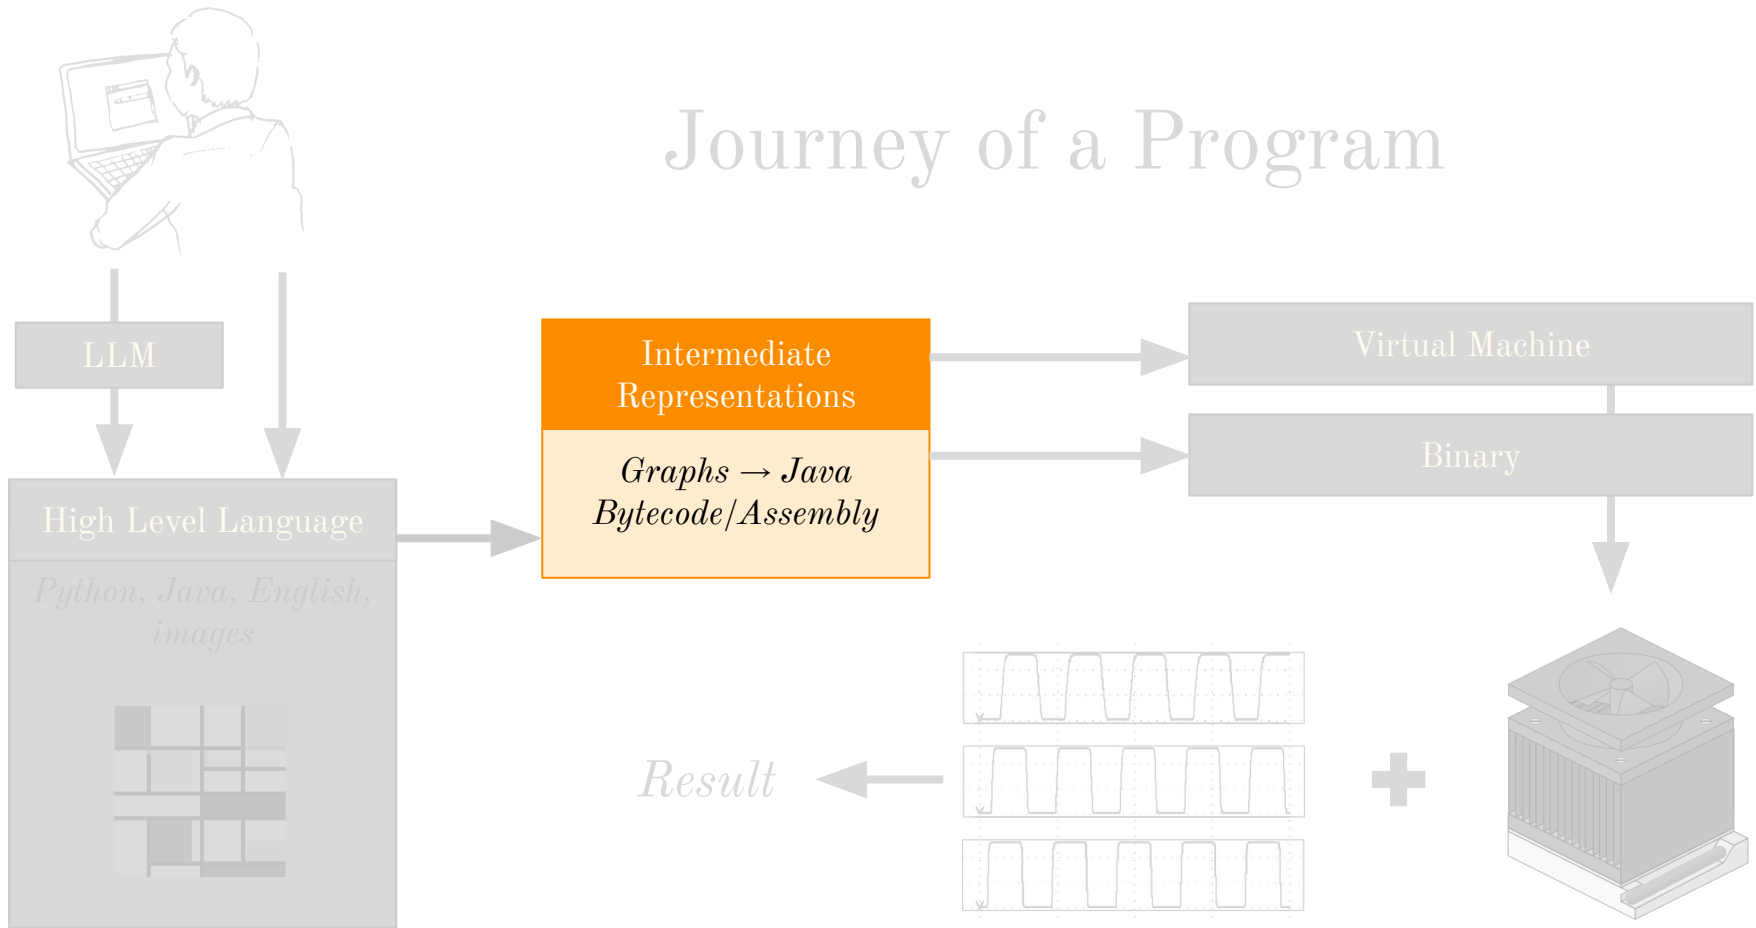 Journey of a Program
LLM
High Level Language
Python, Java, English,
images
Intermediate
Representations
Graphs → Java
Bytecode/Assembly
Virtual Machine
Binary
Result